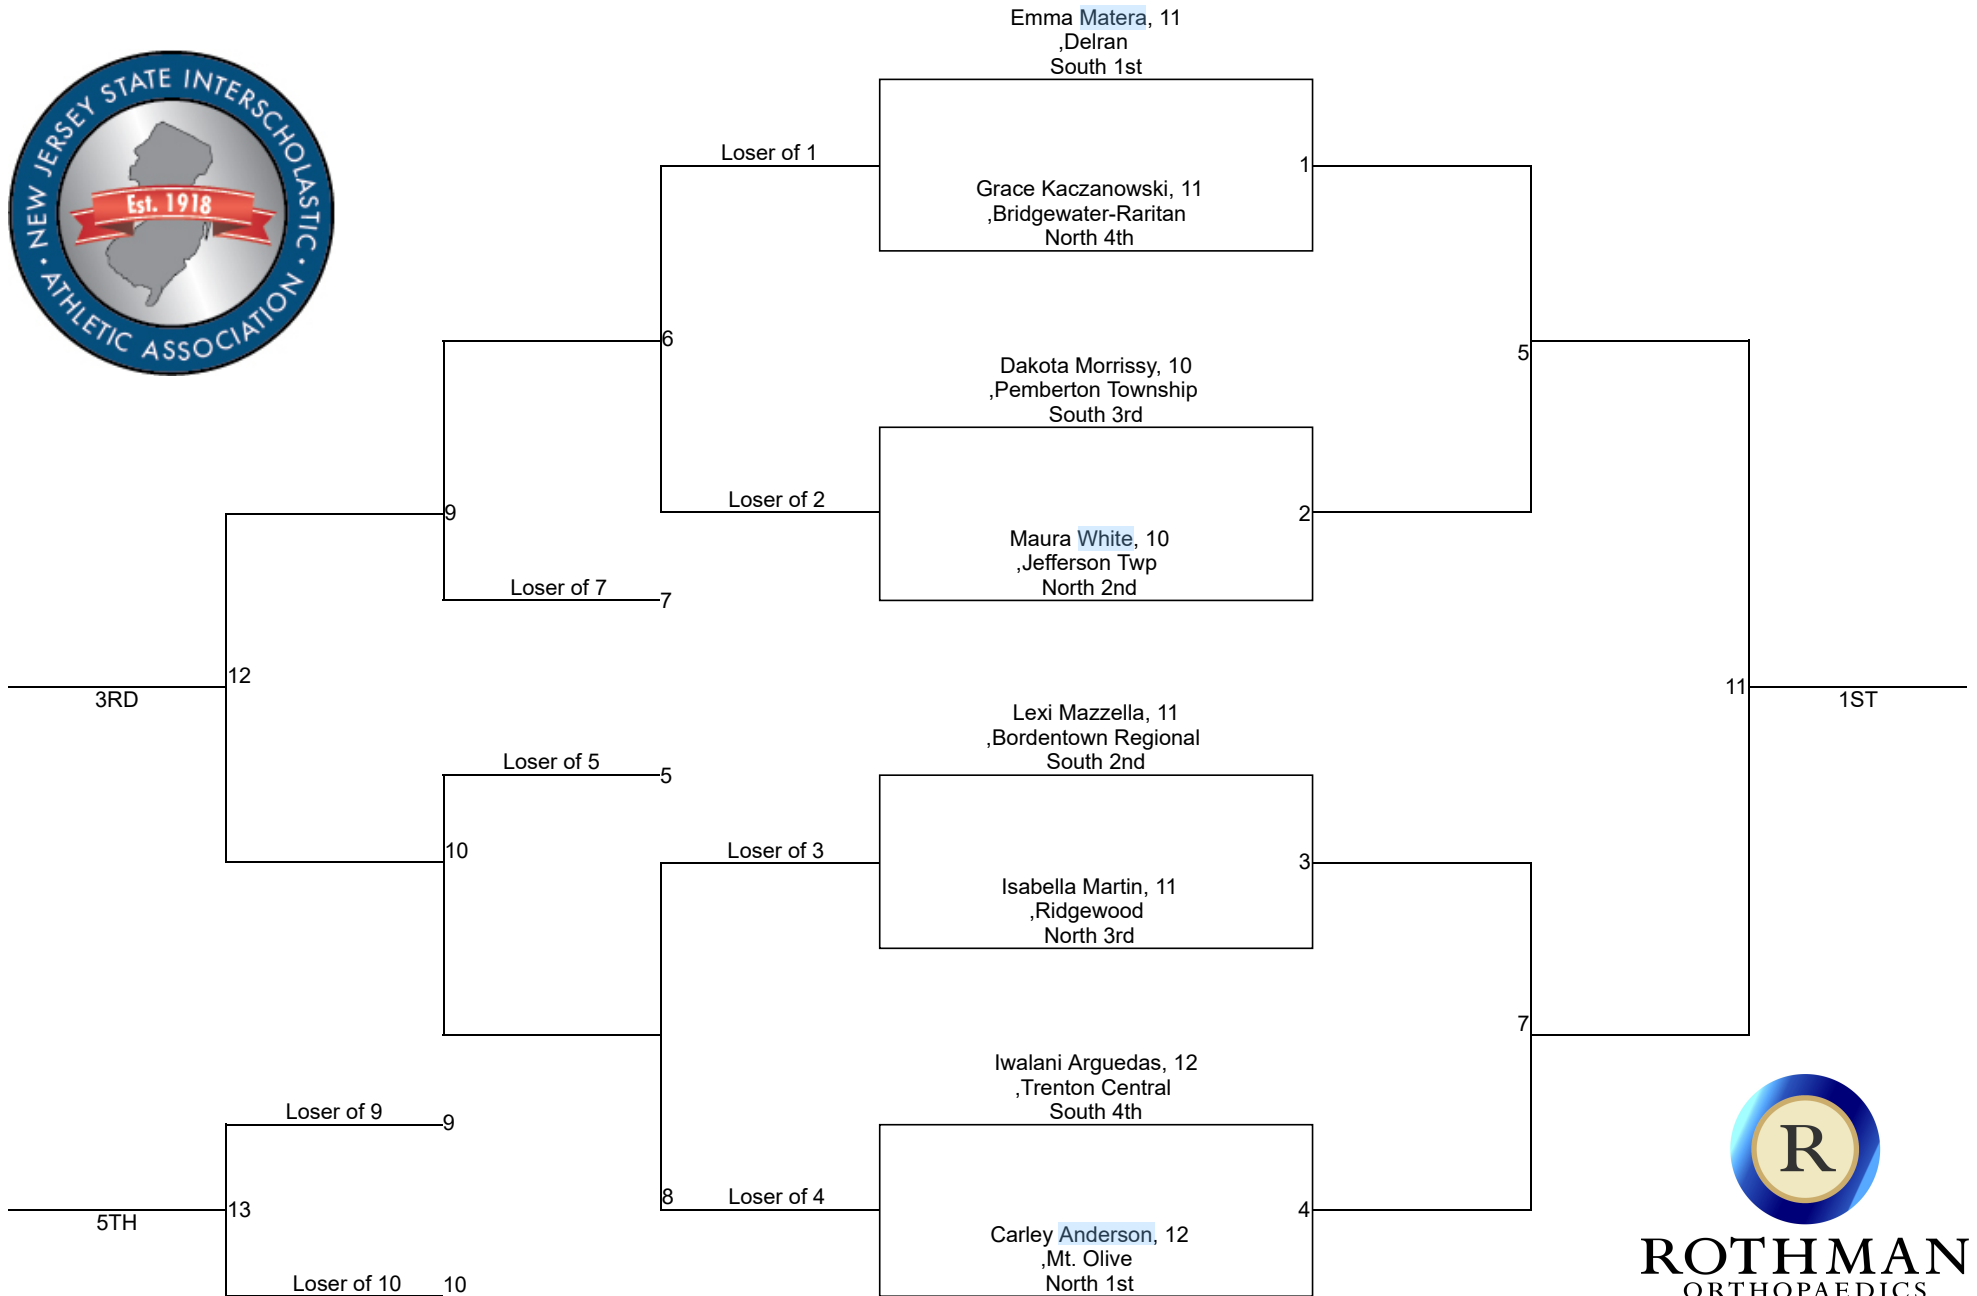 Emma Matera, 11
,Delran
South 1st
NEW JERSEY STATE INTERSCHOLASTIC
• ATHLETIC ASSOCIATION •
Est. 1918
Loser of 1
1
Grace Kaczanowski, 11
,Bridgewater-Raritan
North 4th
6
5
Dakota Morrissy, 10
,Pemberton Township
South 3rd
Loser of 2
2
9
Maura White, 10
,Jefferson Twp
North 2nd
Loser of 7
7
12
3RD
11
1ST
Lexi Mazzella, 11
,Bordentown Regional
South 2nd
Loser of 5
5
10
Loser of 3
3
Isabella Martin, 11
,Ridgewood
North 3rd
7
Iwalani Arguedas, 12
,Trenton Central
South 4th
Loser of 9
9
8
Loser of 4
4
13
5TH
Carley Anderson, 12
,Mt. Olive
North 1st
Loser of 10
10
R
ROTHMAN
ORTHOPAEDICS